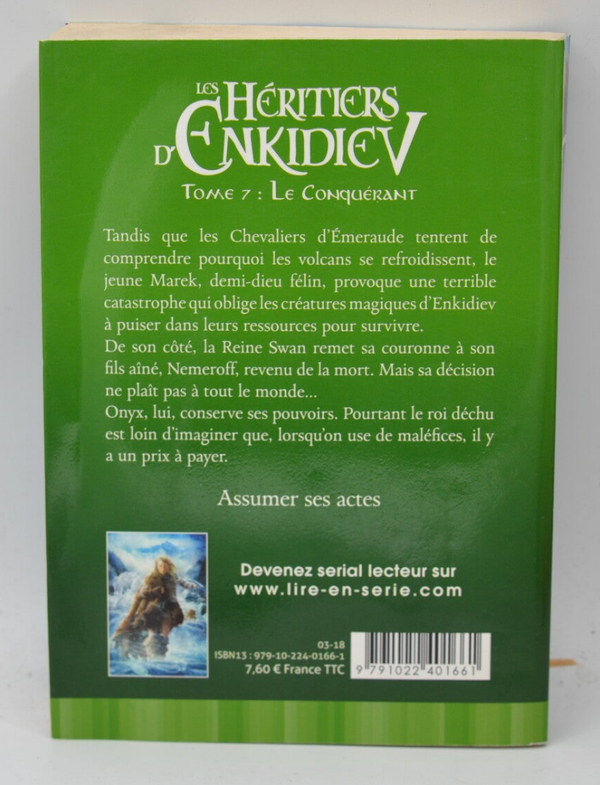 LES HÉRITIERS
D'ENKIDIEV
TOME 7 : LE CONQUÉRANT
Tandis que les Chevaliers d'Émeraude tentent de
comprendre pourquoi les volcans se refroidissent, le
jeune Marek, demi-dieu félin, provoque une terrible
catastrophe qui oblige les créatures magiques d'Enkidiev
à puiser dans leurs ressources pour survivre.
De son côté, la Reine Swan remet sa couronne à son
fils aîné, Nemeroff, revenu de la mort. Mais sa décision
ne plaît pas à tout le monde...
Onyx, lui, conserve ses pouvoirs. Pourtant le roi déchu
est loin d'imaginer que, lorsqu'on use de maléfices, il y
a un prix à payer.
Assumer ses actes
Devenez serial lecteur sur
www.lire-en-serie.com
03-18
ISBN13 : 979-10-224-0166-1
7,60 € France TTC
9 791022 401661